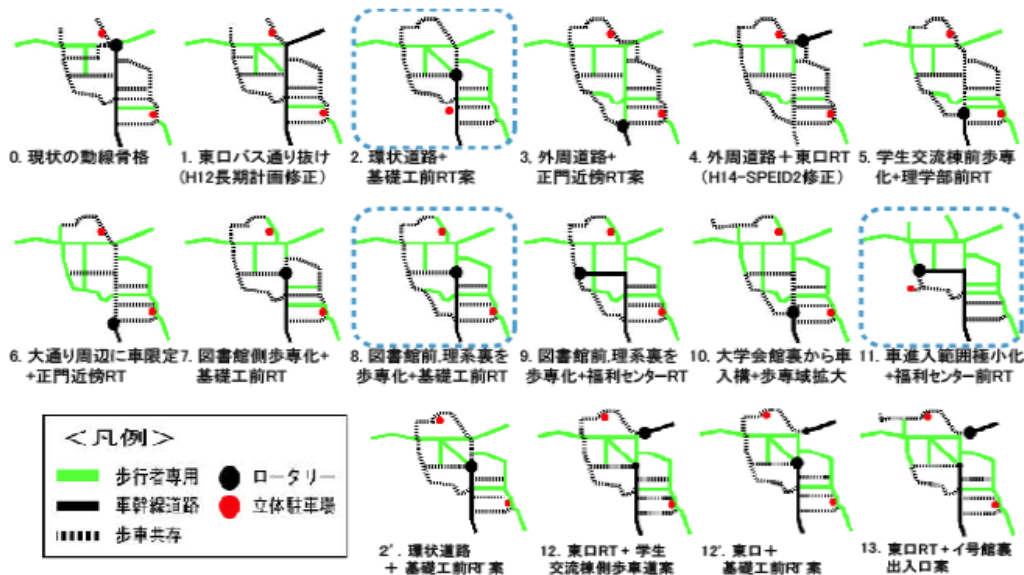 0. 現状の動線骨格
1. 東口バス通り抜け
(H12長期計画修正)
2. 環状道路+
基礎工前RT案
3. 外周道路+
正門近傍RT案
4. 外周道路+東口RT
(H14-SPEID2修正)
5. 学生交流棟前歩専
化+理学部前RT
6. 大通り周辺に車限定
+正門近傍RT
7. 図書館側歩専化+
基礎工前RT
8. 図書館前,理系裏を
歩専化+基礎工前RT
9. 図書館前,理系裏を
歩専化+福利センターRT
10. 大学会館裏から車
入構+歩専域拡大
11. 車進入範囲極小化
+福利センター前RT
<凡例>
歩行者専用
ロータリー
車幹線道路
立体駐車場
歩車共存
2'. 環状道路
+ 基礎工前RT案
12. 東口RT+学生
交流棟側歩車道案
12'. 東口+
基礎工前RT案
13. 東口RT+イ号館裏
出入口案